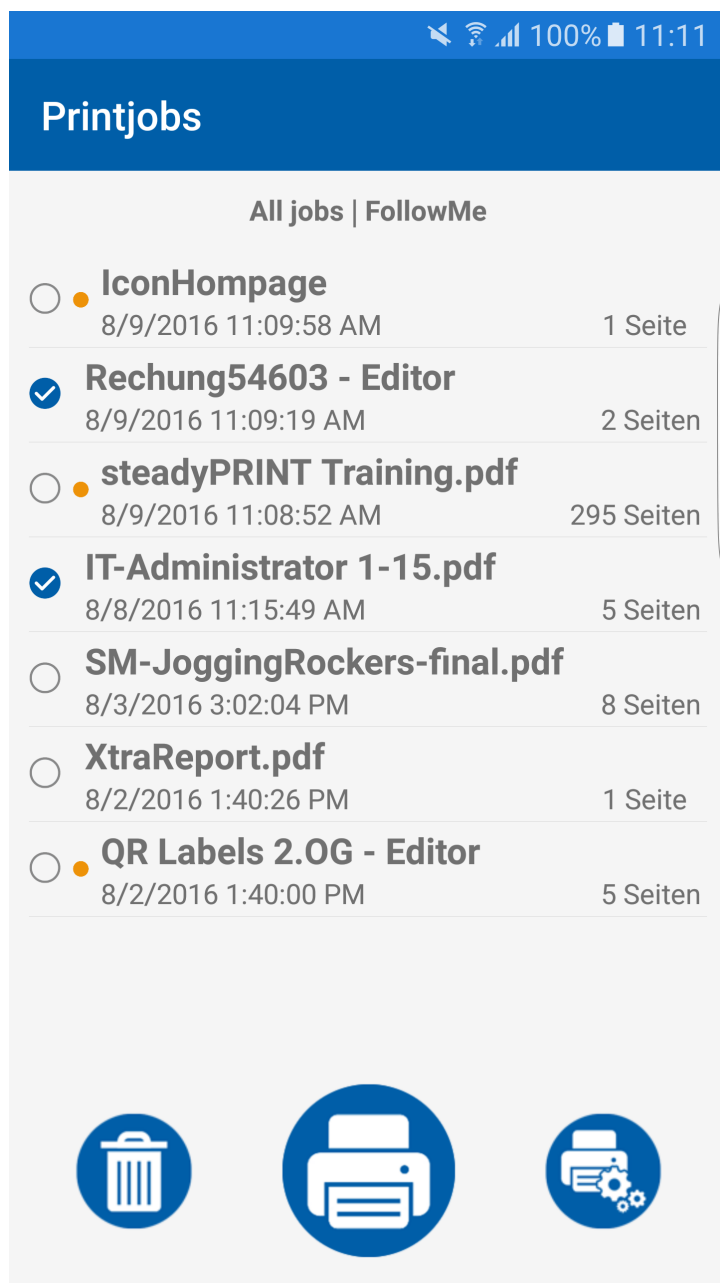 100% 11:11
Printjobs
All jobs | FollowMe
IconHompage
8/9/2016 11:09:58 AM 1 Seite
Rechung54603 - Editor
8/9/2016 11:09:19 AM 2 Seiten
steadyPRINT Training.pdf
8/9/2016 11:08:52 AM 295 Seiten
IT-Administrator 1-15.pdf
8/8/2016 11:15:49 AM 5 Seiten
SM-JoggingRockers-final.pdf
8/3/2016 3:02:04 PM 8 Seiten
XtraReport.pdf
8/2/2016 1:40:26 PM 1 Seite
QR Labels 2.OG - Editor
8/2/2016 1:40:00 PM 5 Seiten